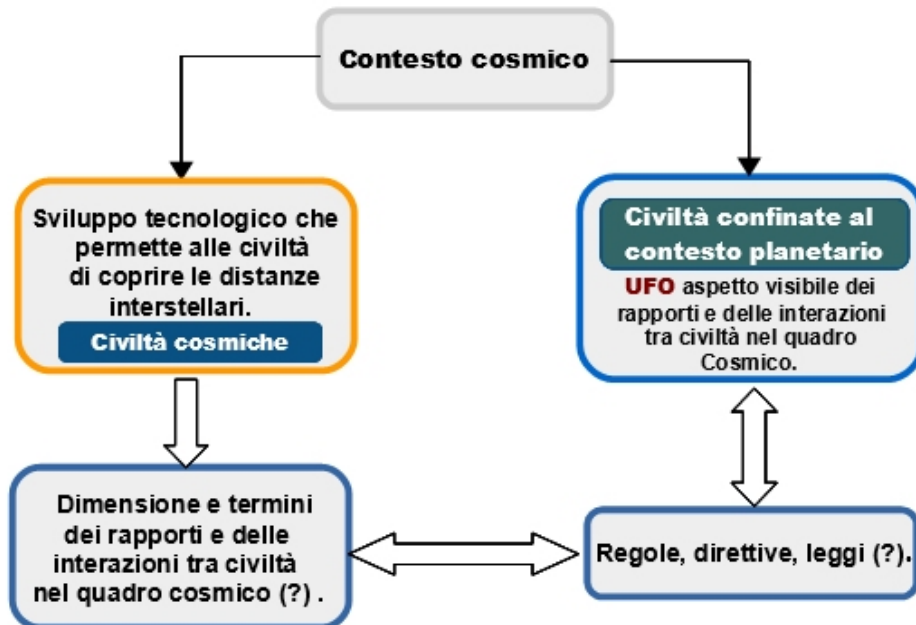 Contesto cosmico
Sviluppo tecnologico che
permette alle civiltà
di coprire le distanze
interstellari.
Civiltà cosmiche
Civiltà confinate al
contesto planetario
UFO aspetto visibile dei
rapporti e delle interazioni
tra civiltà nel quadro
Cosmico.
Dimensione e termini
dei rapporti e delle
interazioni tra civiltà
nel quadro cosmico (?) .
Regole, direttive, leggi (?).